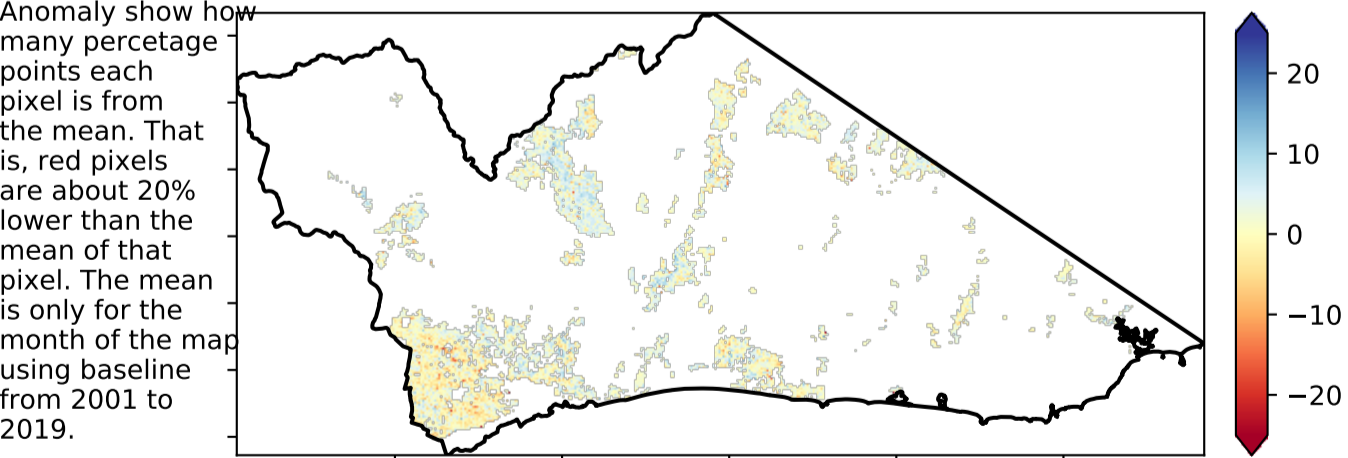 Anomaly show how
many percetage
points each
pixel is from
the mean. That
is, red pixels
are about 20%
lower than the
mean of that
pixel. The mean
is only for the
month of the map
using baseline
from 2001 to
2019.
20
10
0
−10
−20